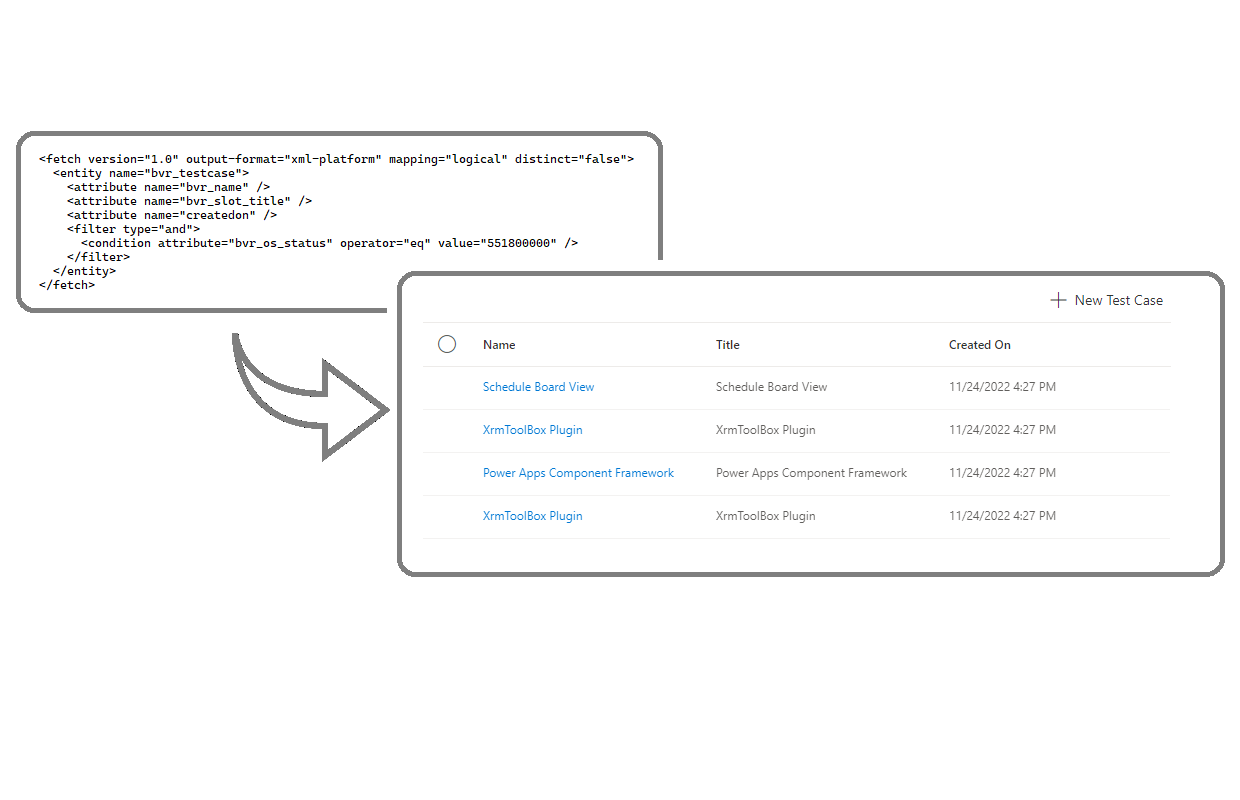 <fetch version="1.0" output-format="xml-platform" mapping="logical" distinct="false">
<entity name="bvr_testcase">
<attribute name="bvr_name" />
<attribute name="bvr_slot_title" />
<attribute name="createdon" />
<filter type="and">
<condition attribute="bvr_os_status" operator="eq" value="551800000" />
</filter>
</entity>
</fetch>
New Test Case
Name Title Created On
Schedule Board View Schedule Board View 11/24/2022 4:27 PM
XrmToolBox Plugin XrmToolBox Plugin 11/24/2022 4:27 PM
Power Apps Component Framework Power Apps Component Framework 11/24/2022 4:27 PM
XrmToolBox Plugin XrmToolBox Plugin 11/24/2022 4:27 PM